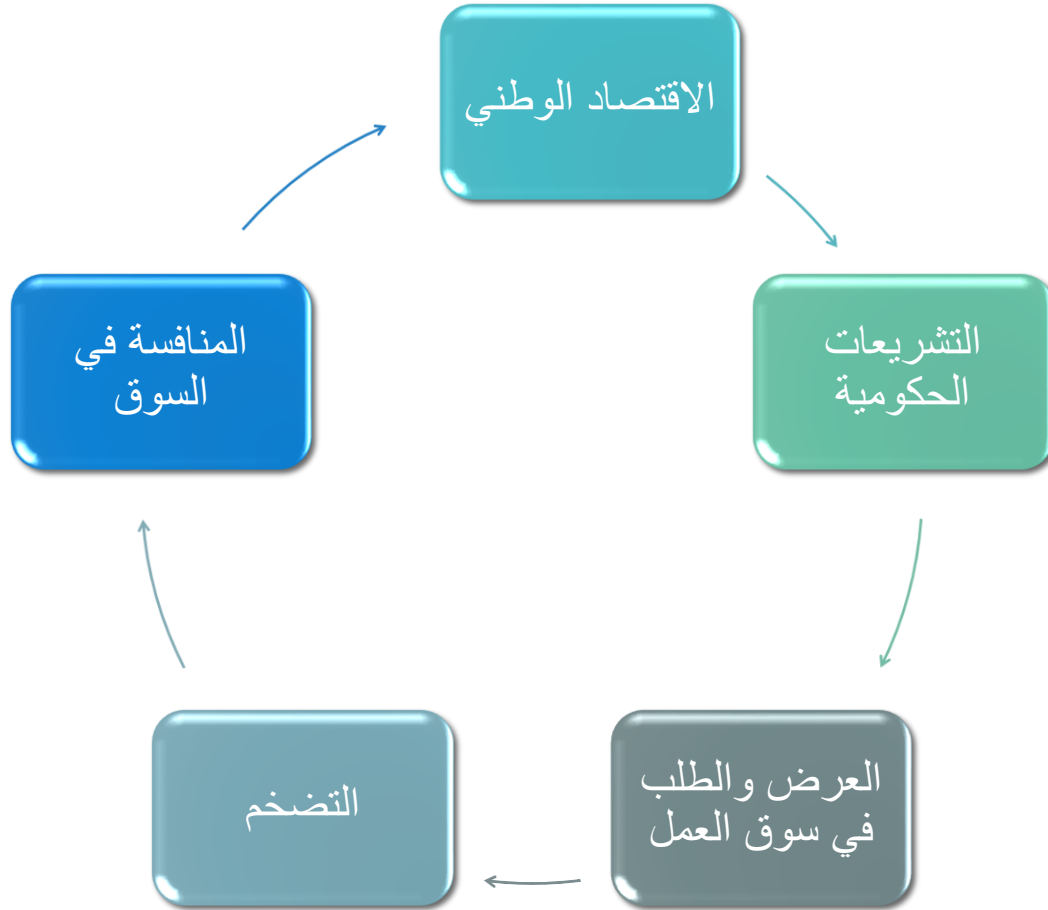 الاقتصاد الوطني
التشريعات
الحكومية
العرض والطلب
في سوق العمل
التضخم
المنافسة في
السوق